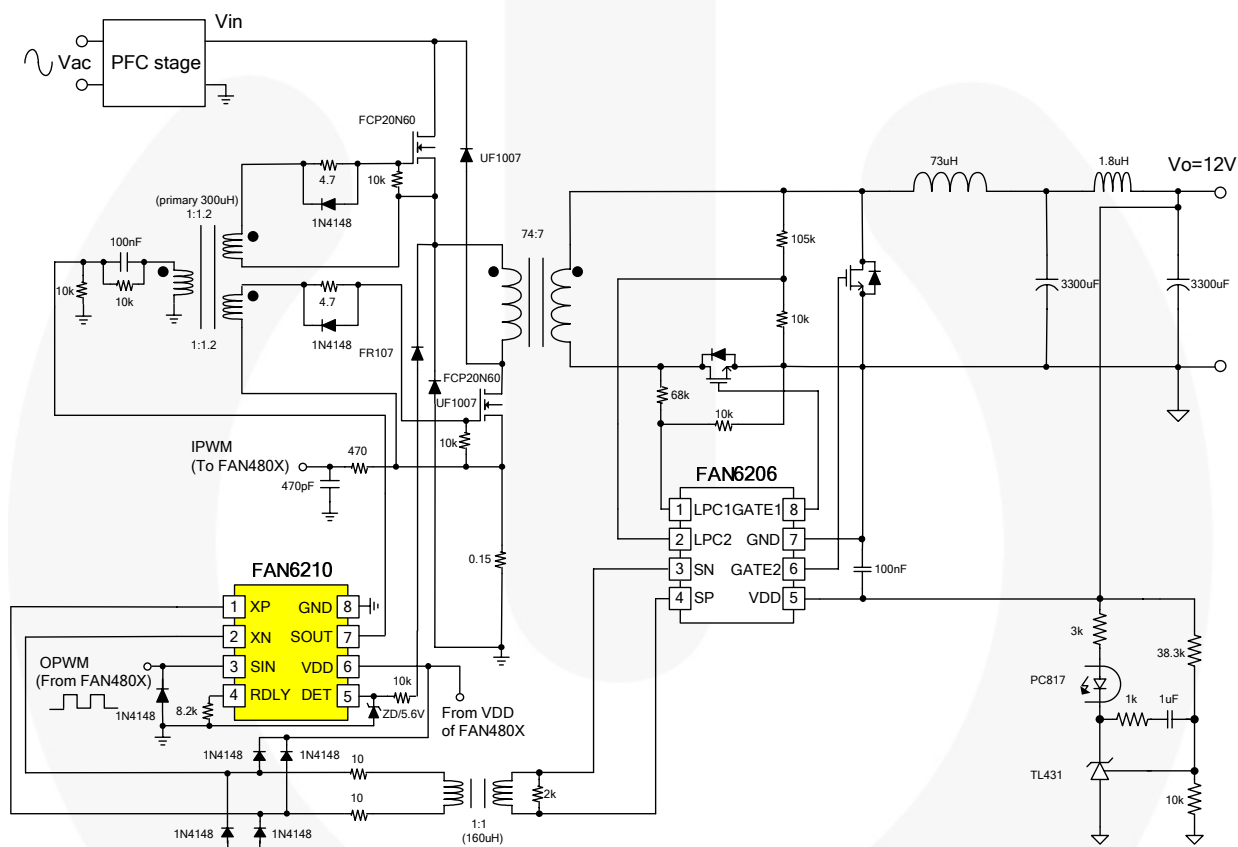 Vin
Vac
PFC stage
FCP20N60
UF1007
4.7
10k
1N4148
(primary 300uH)
1:1.2
100nF
10k
10k
1:1.2
4.7
1N4148
FR107
FCP20N60
UF1007
10k
74:7
73uH
1.8uH
Vo=12V
105k
10k
3300uF
3300uF
68k
10k
IPWM
(To FAN480X)
470
470pF
0.15
FAN6206
1 LPC1 GATE1 8
2 LPC2 GND 7
3 SN GATE2 6
4 SP VDD 5
100nF
FAN6210
1 XP GND 8
2 XN SOUT 7
3 SIN VDD 6
4 RDLY DET 5
OPWM
(From FAN480X)
1N4148
8.2k
10k
ZD/5.6V
From VDD
of FAN480X
1N4148
1N4148
10
10
1N4148
1N4148
1:1
(160uH)
2k
3k
38.3k
PC817
1k
1uF
TL431
10k